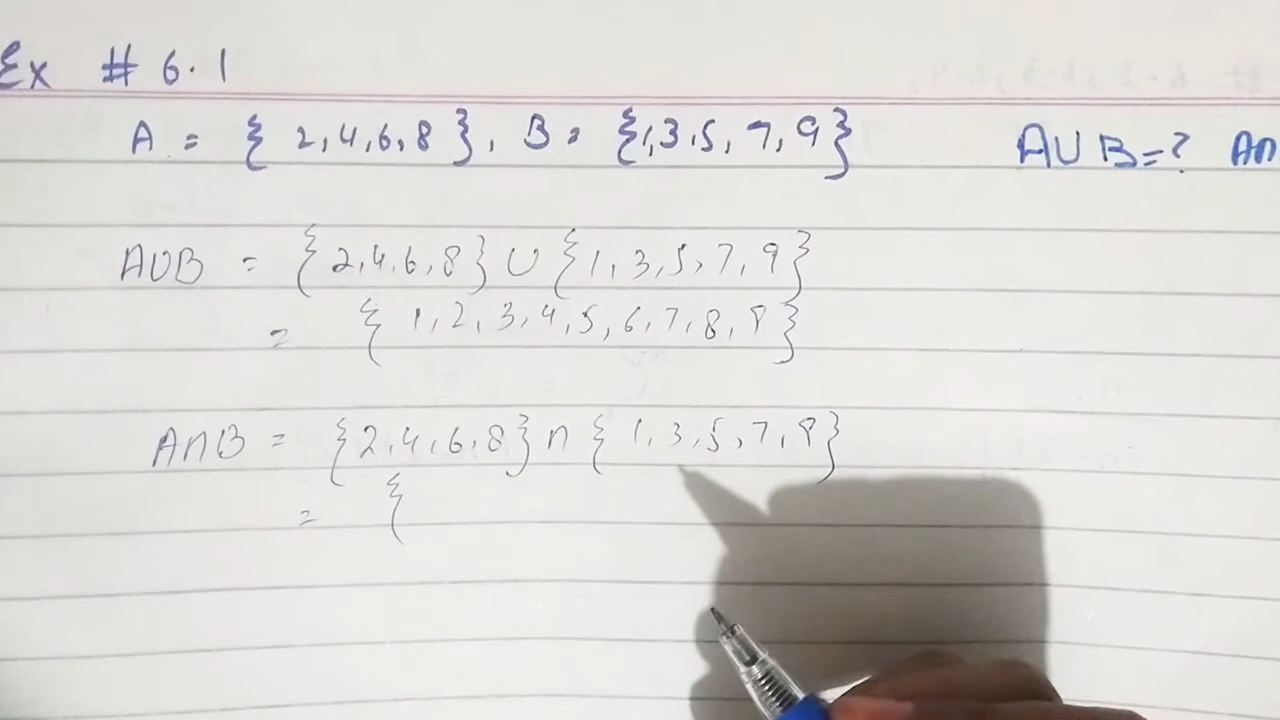 Ex # 6.1
A = { 2,4,6,8 }, B = {1,3,5,7,9} AUB=? An
AUB = {2,4,6,8} U {1,3,5,7,9}
= { 1,2,3,4,5,6,7,8,9}
AnB = {2,4,6,8} n { 1,3,5,7,9}
= {